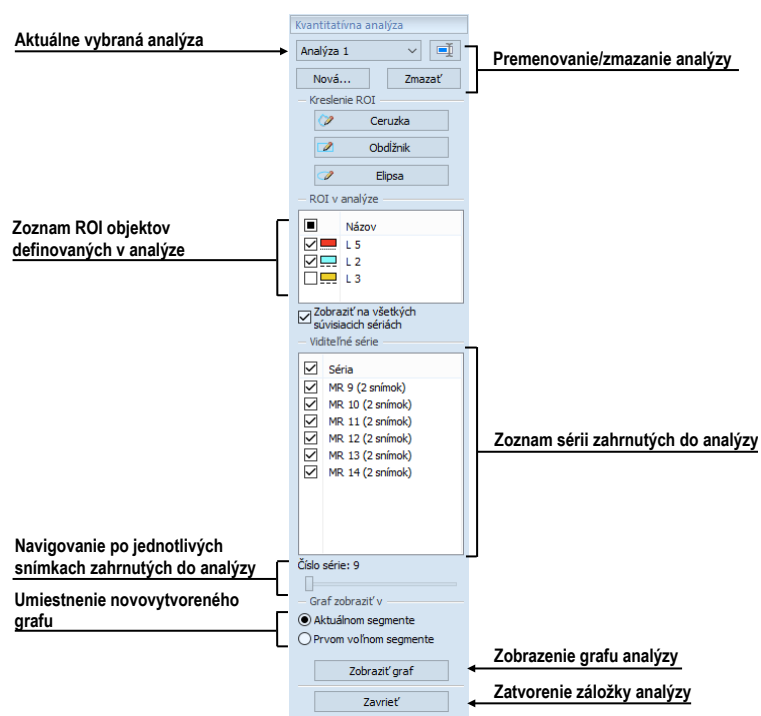 Kvantitatívna analýza
Aktuálne vybraná analýza
Analýza 1
Premenovanie/zmazanie analýzy
Nová...
Zmazať
Kreslenie ROI
Ceruzka
Obdĺžnik
Elipsa
ROI v analýze
Zoznam ROI objektov
definovaných v analýze
Názov
L 5
L 2
L 3
Zobraziť na všetkých
súvisiacich sériách
Viditeľné série
Séria
MR 9 (2 snímok)
MR 10 (2 snímok)
MR 11 (2 snímok)
MR 12 (2 snímok)
MR 13 (2 snímok)
MR 14 (2 snímok)
Zoznam sérii zahrnutých do analýzy
Navigovanie po jednotlivých
snímkach zahrnutých do analýzy
Číslo série: 9
Umiestnenie novovytvoreného
grafu
Graf zobraziť v
Aktuálnom segmente
Prvom voľnom segmente
Zobraziť graf
Zobrazenie grafu analýzy
Zavrieť
Zatvorenie záložky analýzy